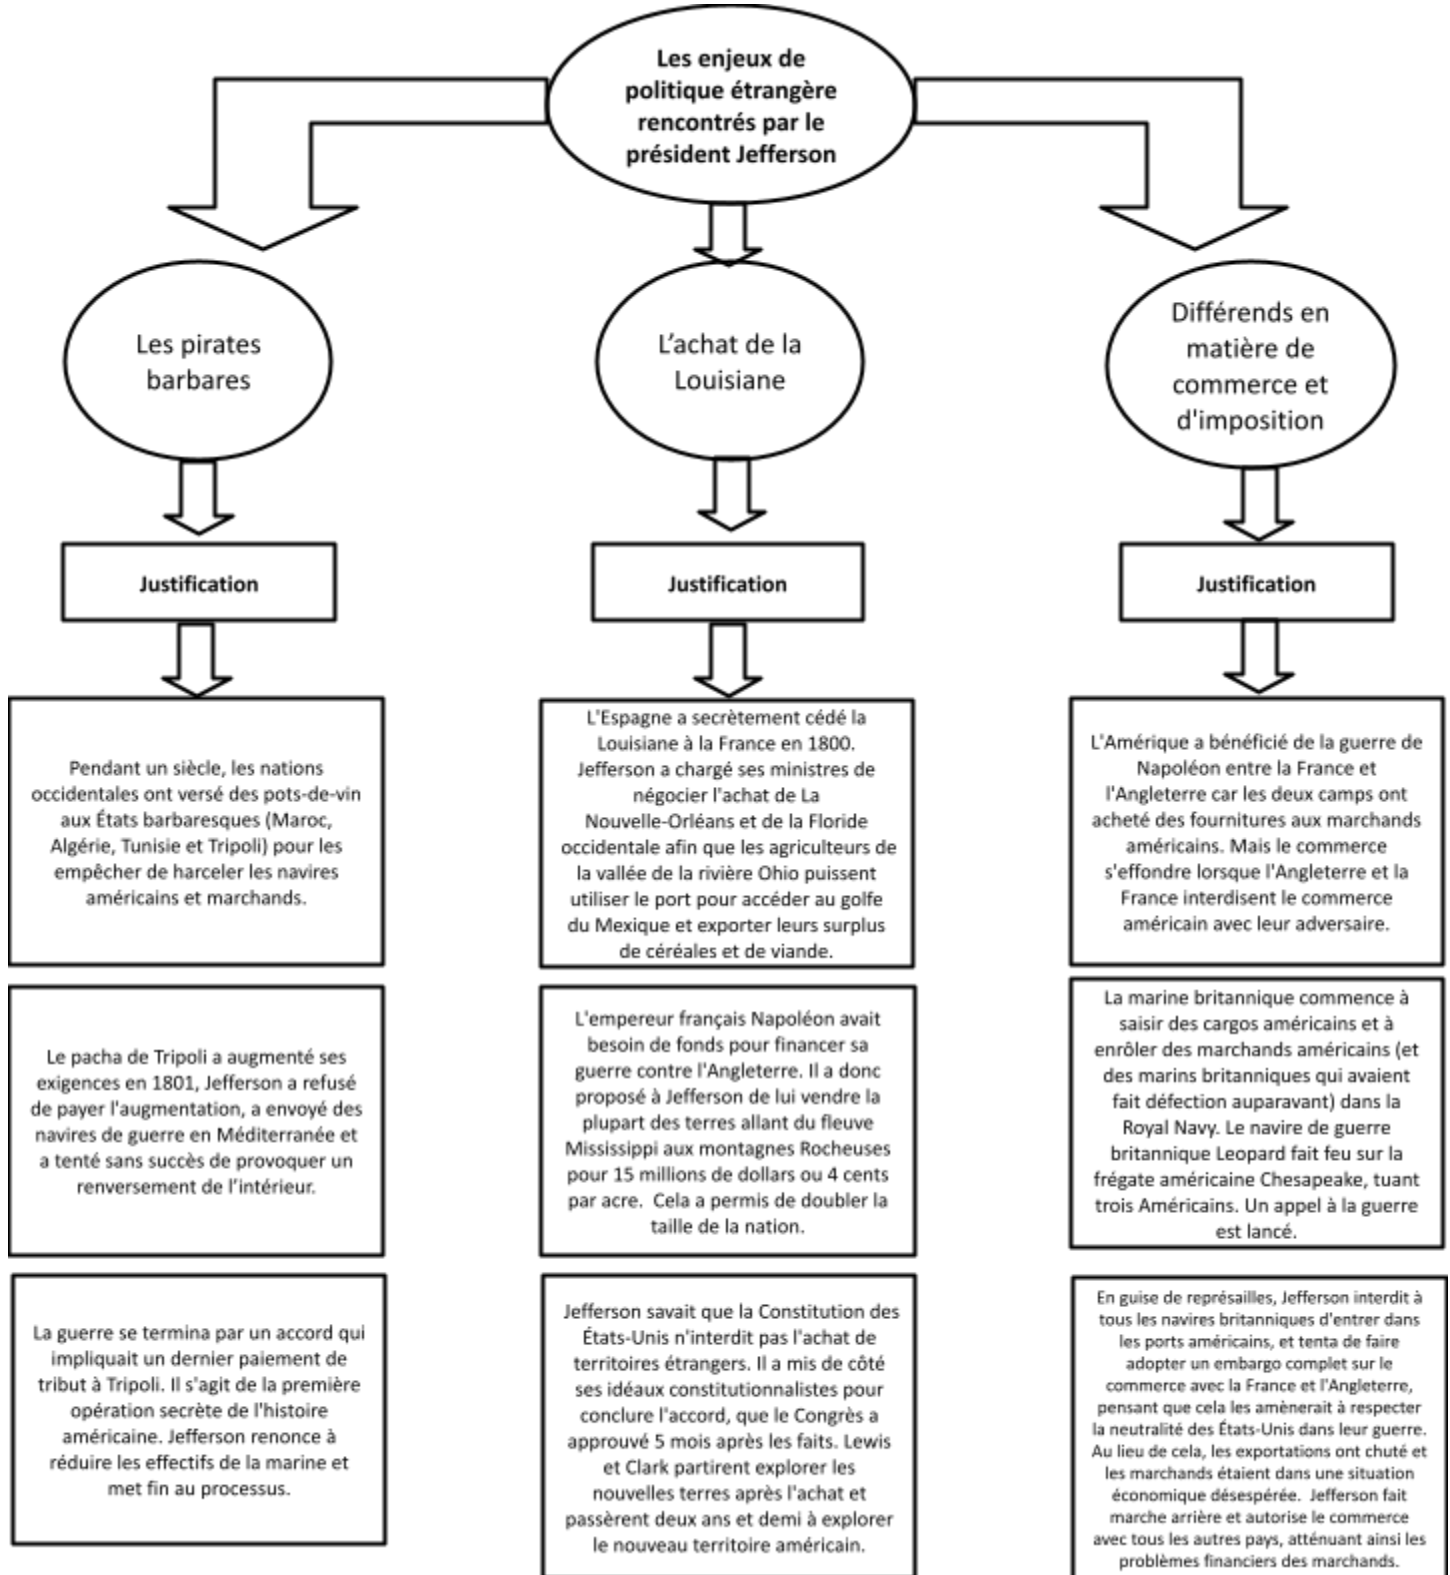 Les enjeux de
politique étrangère
rencontrés par le
président Jefferson
Les pirates
barbares
Justification
Pendant un siècle, les nations
occidentales ont versé des pots-de-vin
aux États barbaresques (Maroc,
Algérie, Tunisie et Tripoli) pour les
empêcher de harceler les navires
américains et marchands.
Le pacha de Tripoli a augmenté ses
exigences en 1801, Jefferson a refusé
de payer l'augmentation, a envoyé des
navires de guerre en Méditerranée et
a tenté sans succès de provoquer un
renversement de l’intérieur.
La guerre se termina par un accord qui
impliquait un dernier paiement de
tribut à Tripoli. Il s'agit de la première
opération secrète de l'histoire
américaine. Jefferson renonce à
réduire les effectifs de la marine et
met fin au processus.
L’achat de la
Louisiane
Justification
L'Espagne a secrètement cédé la
Louisiane à la France en 1800.
Jefferson a chargé ses ministres de
négocier l'achat de La
Nouvelle-Orléans et de la Floride
occidentale afin que les agriculteurs de
la vallée de la rivière Ohio puissent
utiliser le port pour accéder au golfe
du Mexique et exporter leurs surplus
de céréales et de viande.
L'empereur français Napoléon avait
besoin de fonds pour financer sa
guerre contre l'Angleterre. Il a donc
proposé à Jefferson de lui vendre la
plupart des terres allant du fleuve
Mississippi aux montagnes Rocheuses
pour 15 millions de dollars ou 4 cents
par acre. Cela a permis de doubler la
taille de la nation.
Jefferson savait que la Constitution des
États-Unis n'interdit pas l'achat de
territoires étrangers. Il a mis de côté
ses idéaux constitutionnalistes pour
conclure l'accord, que le Congrès a
approuvé 5 mois après les faits. Lewis
et Clark partirent explorer les
nouvelles terres après l'achat et
passèrent deux ans et demi à explorer
le nouveau territoire américain.
Différends en
matière de
commerce et
d'imposition
Justification
L'Amérique a bénéficié de la guerre de
Napoléon entre la France et
l'Angleterre car les deux camps ont
acheté des fournitures aux marchands
américains. Mais le commerce
s'effondre lorsque l'Angleterre et la
France interdisent le commerce
américain avec leur adversaire.
La marine britannique commence à
saisir des cargos américains et à
enrôler des marchands américains (et
des marins britanniques qui avaient
fait défection auparavant) dans la
Royal Navy. Le navire de guerre
britannique Leopard fait feu sur la
frégate américaine Chesapeake, tuant
trois Américains. Un appel à la guerre
est lancé.
En guise de représailles, Jefferson interdit à
tous les navires britanniques d'entrer dans
les ports américains, et tenta de faire
adopter un embargo complet sur le
commerce avec la France et l'Angleterre,
pensant que cela les amènerait à respecter
la neutralité des États-Unis dans leur guerre.
Au lieu de cela, les exportations ont chuté et
les marchands étaient dans une situation
économique désespérée. Jefferson fait
marche arrière et autorise le commerce
avec tous les autres pays, atténuant ainsi les
problèmes financiers des marchands.